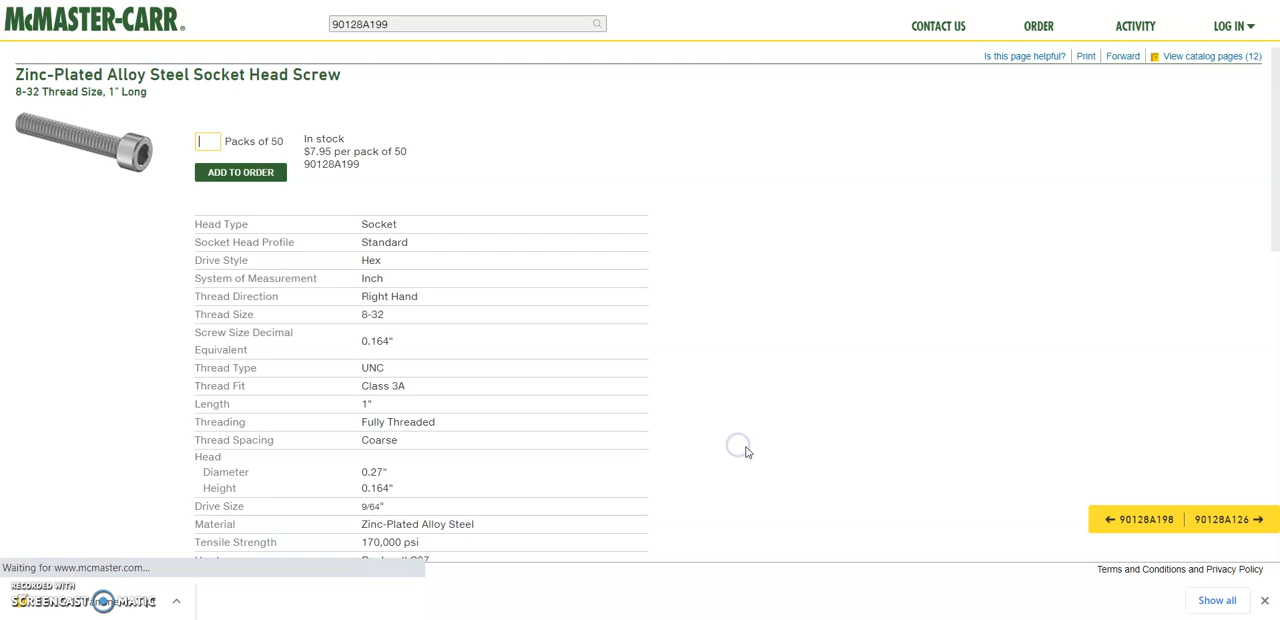 McMASTER-CARR®
90128A199
CONTACT US
ORDER
ACTIVITY
LOG IN
Is this page helpful?
Print
Forward
View catalog pages (12)
Zinc-Plated Alloy Steel Socket Head Screw
8-32 Thread Size, 1" Long
Packs of 50
In stock
$7.95 per pack of 50
90128A199
ADD TO ORDER
Head Type Socket
Socket Head Profile Standard
Drive Style Hex
System of Measurement Inch
Thread Direction Right Hand
Thread Size 8-32
Screw Size Decimal
Equivalent 0.164"
Thread Type UNC
Thread Fit Class 3A
Length 1"
Threading Fully Threaded
Thread Spacing Coarse
Head
Diameter 0.27"
Height 0.164"
Drive Size 9/64"
Material Zinc-Plated Alloy Steel
Tensile Strength 170,000 psi
90128A198
90128A126
Waiting for www.mcmaster.com...
Terms and Conditions and Privacy Policy
RECORDED WITH
SCREENCAST MATIC
Show all